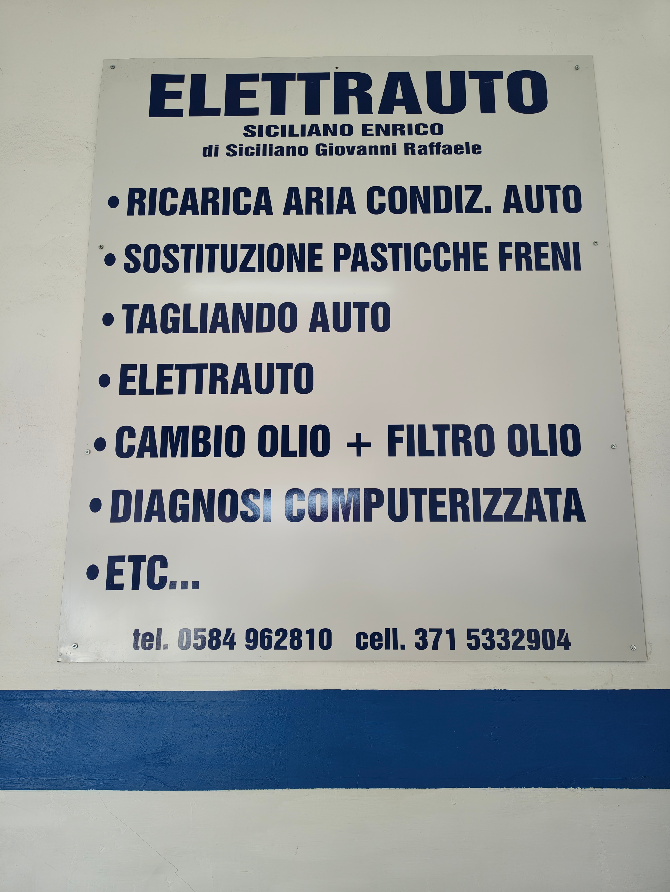 ELETTRAUTO
SICILIANO ENRICO
di Siciliano Giovanni Raffaele
• RICARICA ARIA CONDIZ. AUTO
• SOSTITUZIONE PASTICCHE FRENI
• TAGLIANDO AUTO
• ELETTRAUTO
• CAMBIO OLIO + FILTRO OLIO
• DIAGNOSI COMPUTERIZZATA
• ETC...
tel. 0584 962810 cell. 371 5332904